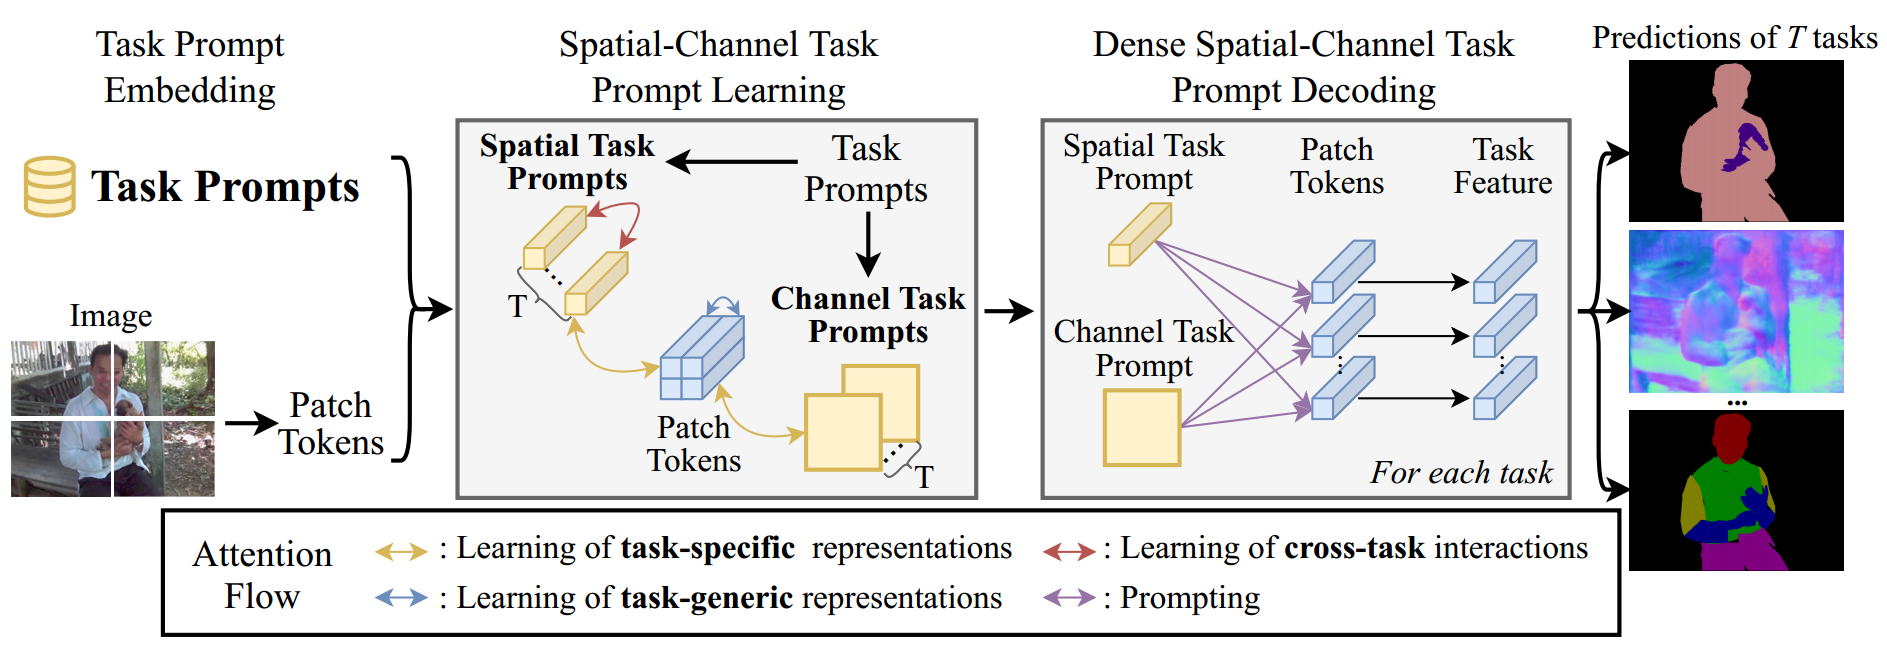 Task Prompt
Embedding
Task Prompts
Image
Patch
Tokens
Spatial-Channel Task
Prompt Learning
Spatial Task
Prompts
Task
Prompts
T
Channel Task
Prompts
Patch
Tokens
T
Dense Spatial-Channel Task
Prompt Decoding
Spatial Task
Prompt
Patch
Tokens
Task
Feature
Channel Task
Prompt
:
:
For each task
Predictions of T tasks
...
Attention
Flow
: Learning of task-specific representations
: Learning of cross-task interactions
: Learning of task-generic representations
: Prompting